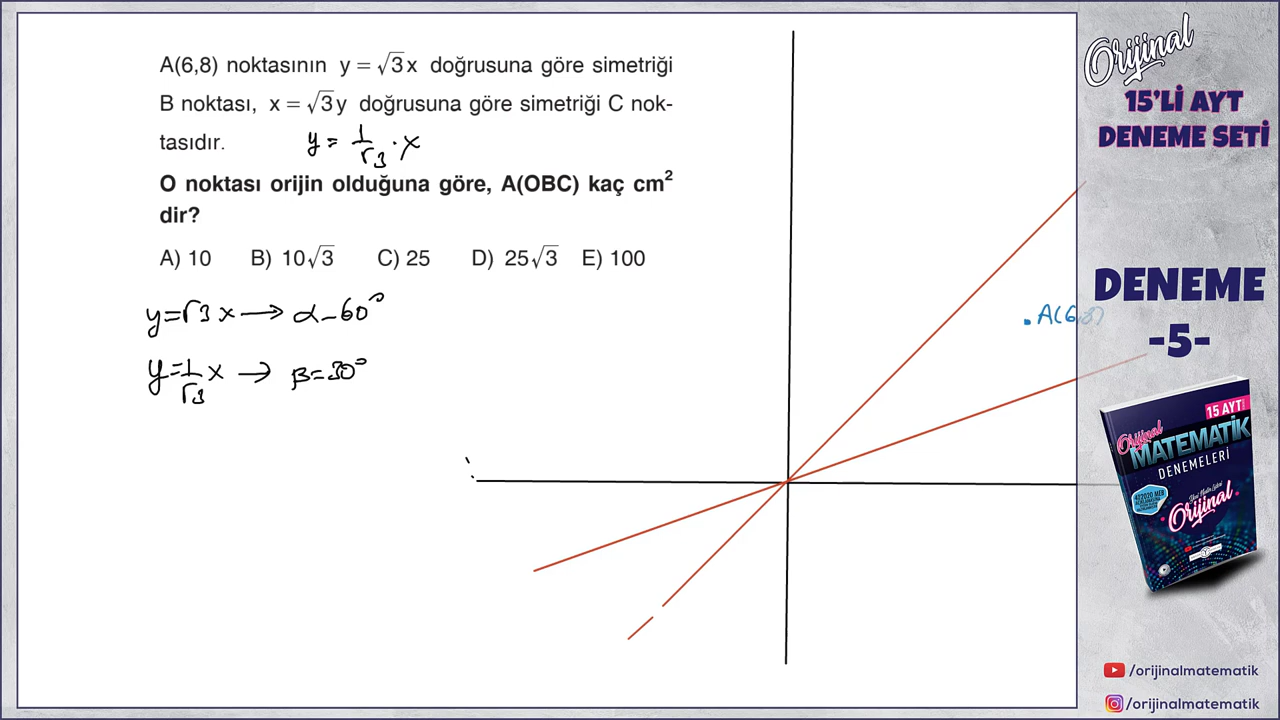 A(6,8) noktasının y = √3x doğrusuna göre simetriği
B noktası, x = √3y doğrusuna göre simetriği C nok-
tasıdır.
y = 1/√3 · x
O noktası orijin olduğuna göre, A(OBC) kaç cm²
dir?
A) 10 B) 10√3 C) 25 D) 25√3 E) 100
y=√3 x → α-60°
y=1/√3 x → β=30°
A(6,8)
Orijinal
15'Lİ AYT
DENEME SETİ
DENEME
-5-
15 AYT
Orijinal
MATEMATİK
DENEMELERİ
Orijinal
/orijinalmatematik
/orijinalmatematik